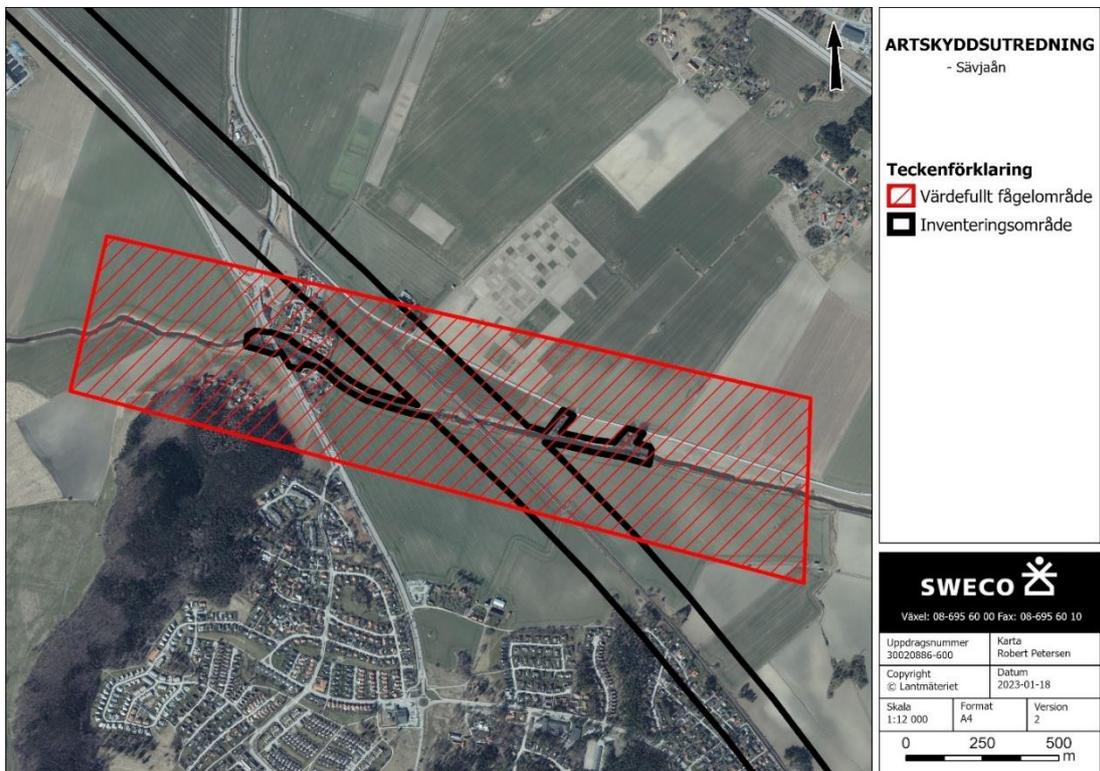 ARTSKYDDSUTREDNING
- Sävjaån
Teckenförklaring
Värdefullt fågelområde
Inventeringsområde
SWECO
Växel: 08-695 60 00 Fax: 08-695 60 10
Uppdragsnummer
30020886-600
Karta
Robert Petersen
Copyright
© Lantmäteriet
Datum
2023-01-18
Skala
1:12 000
Format
A4
Version
2
0 250 500
m